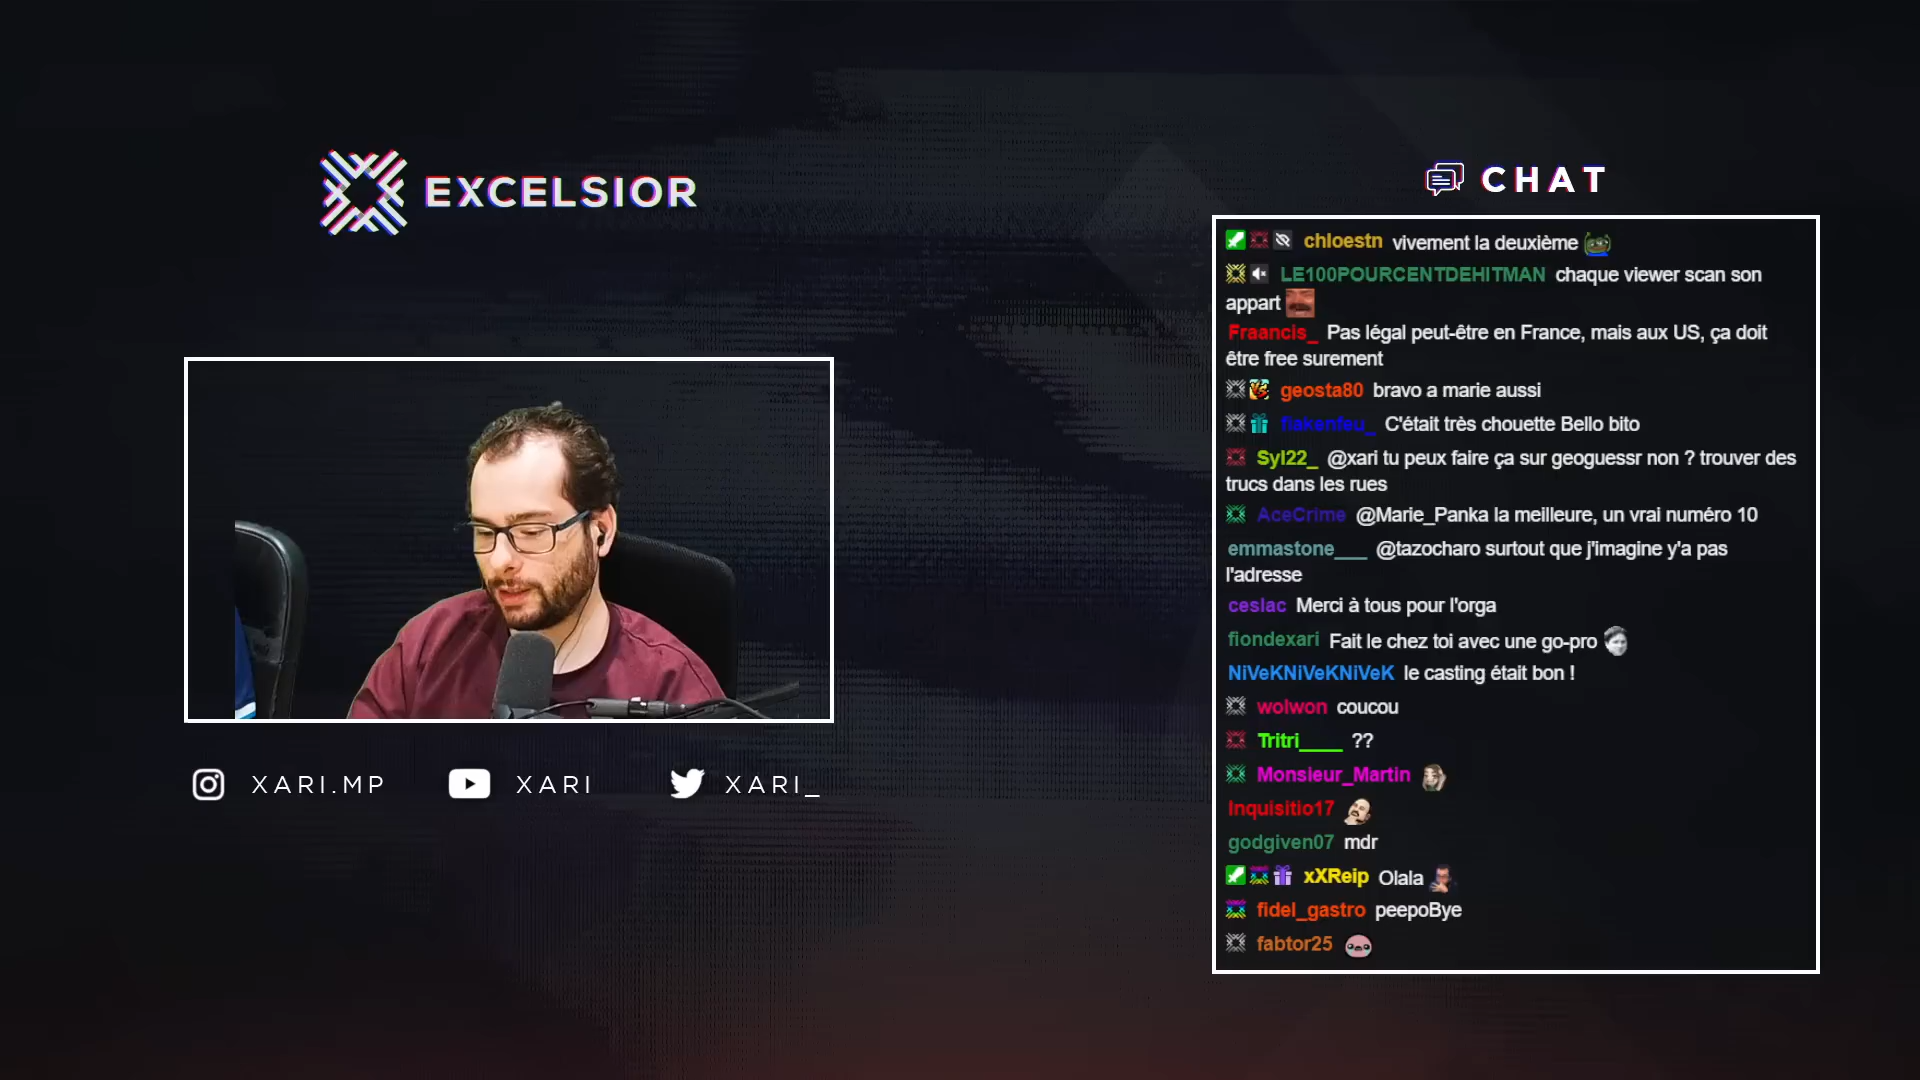 EXCELSIOR
CHAT
chloestn vivement la deuxième
LE100POURCENTDEHITMAN chaque viewer scan son
appart
Fraancis_ Pas légal peut-être en France, mais aux US, ça doit
être free surement
geosta80 bravo a marie aussi
flakenfeu_ C'était très chouette Bello bito
Syl22_ @xari tu peux faire ça sur geoguessr non ? trouver des
trucs dans les rues
AceCrime @Marie_Panka la meilleure, un vrai numéro 10
emmastone___ @tazocharo surtout que j'imagine y'a pas
l'adresse
ceslac Merci à tous pour l'orga
fiondexari Fait le chez toi avec une go-pro
NiVeKNiVeKNiVeK le casting était bon !
wolwon coucou
Tritri____ ??
Monsieur_Martin
Inquisitio17
godgiven07 mdr
xXReip Olala
fidel_gastro peepoBye
fabtor25
XARI.MP
XARI
XARI_